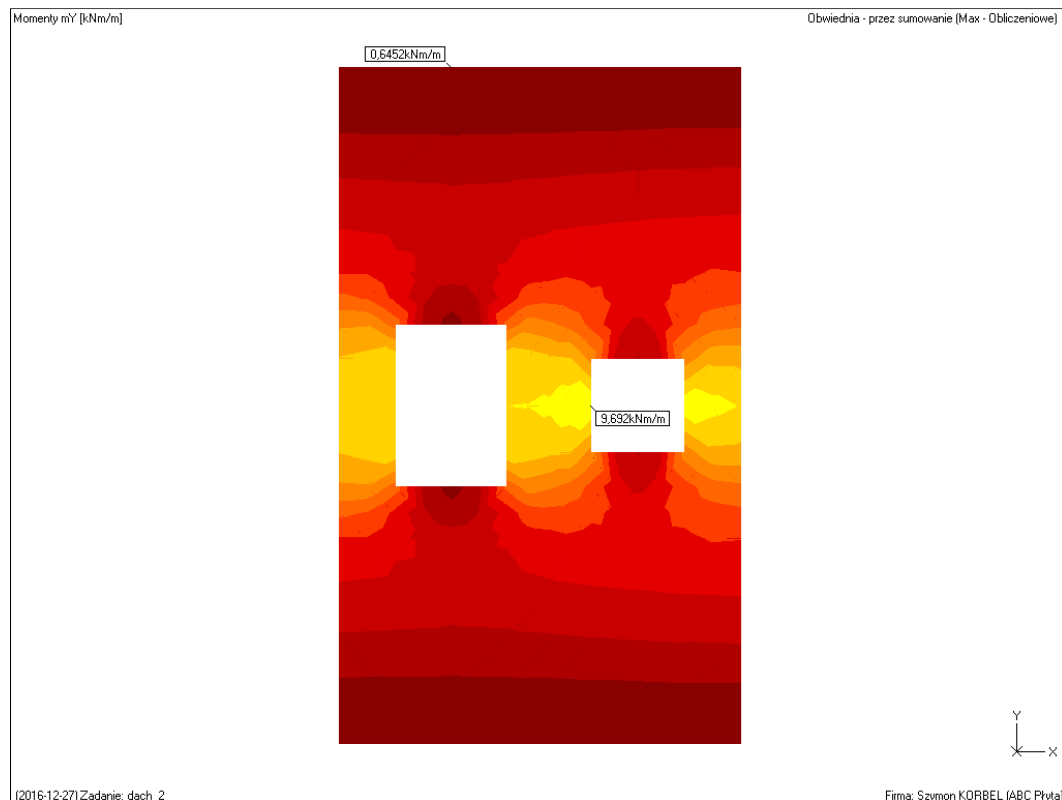 Momenty mY [kNm/m]
Obwiednia - przez sumowanie (Max - Obliczeniowe)
0,6452kNm/m
9,692kNm/m
Y
X
[2016-12-27] Zadanie: dach_2
Firma: Szymon KORBEL (ABC Płyta)